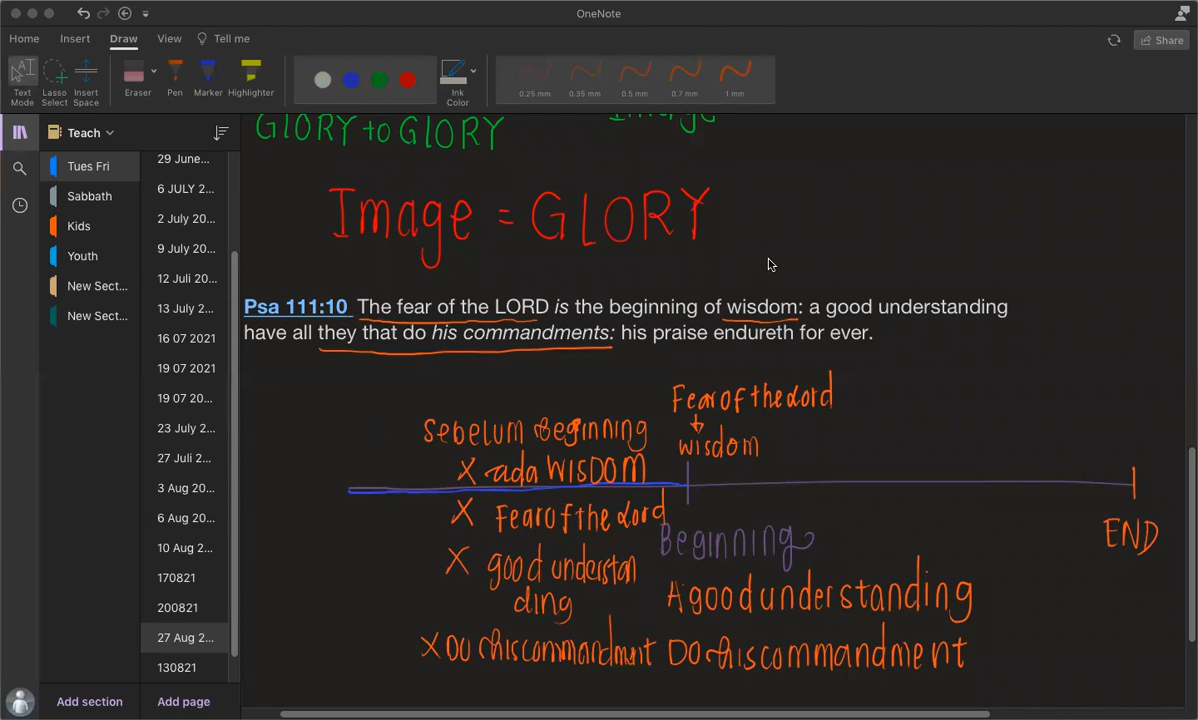 OneNote
Home Insert Draw View Tell me
Share
Text Mode
Lasso Select
Insert Space
Eraser
Pen
Marker
Highlighter
Ink Color
0.25 mm
0.35 mm
0.5 mm
0.7 mm
1 mm
Teach
Tues Fri
Sabbath
Kids
Youth
New Sect...
New Sect...
29 June...
6 JULY 2...
2 July 20...
9 July 20...
12 Juli 20...
13 July 2...
16 07 2021
19 07 2021
19 07 20...
23 July 2...
27 Juli 2...
3 Aug 20...
6 Aug 20...
10 Aug 2...
170821
200821
27 Aug 2...
130821
Add section
Add page
GLORY to GLORY
Image
Image = GLORY
Psa 111:10 The fear of the LORD is the beginning of wisdom: a good understanding
have all they that do his commandments: his praise endureth for ever.
Fear of the Lord
wisdom
Sebelum Beginning
X ada WISDOM
X Fear of the Lord
X good understan
ding
X Do his commandment
Beginning
END
A good understanding
Do his commandment